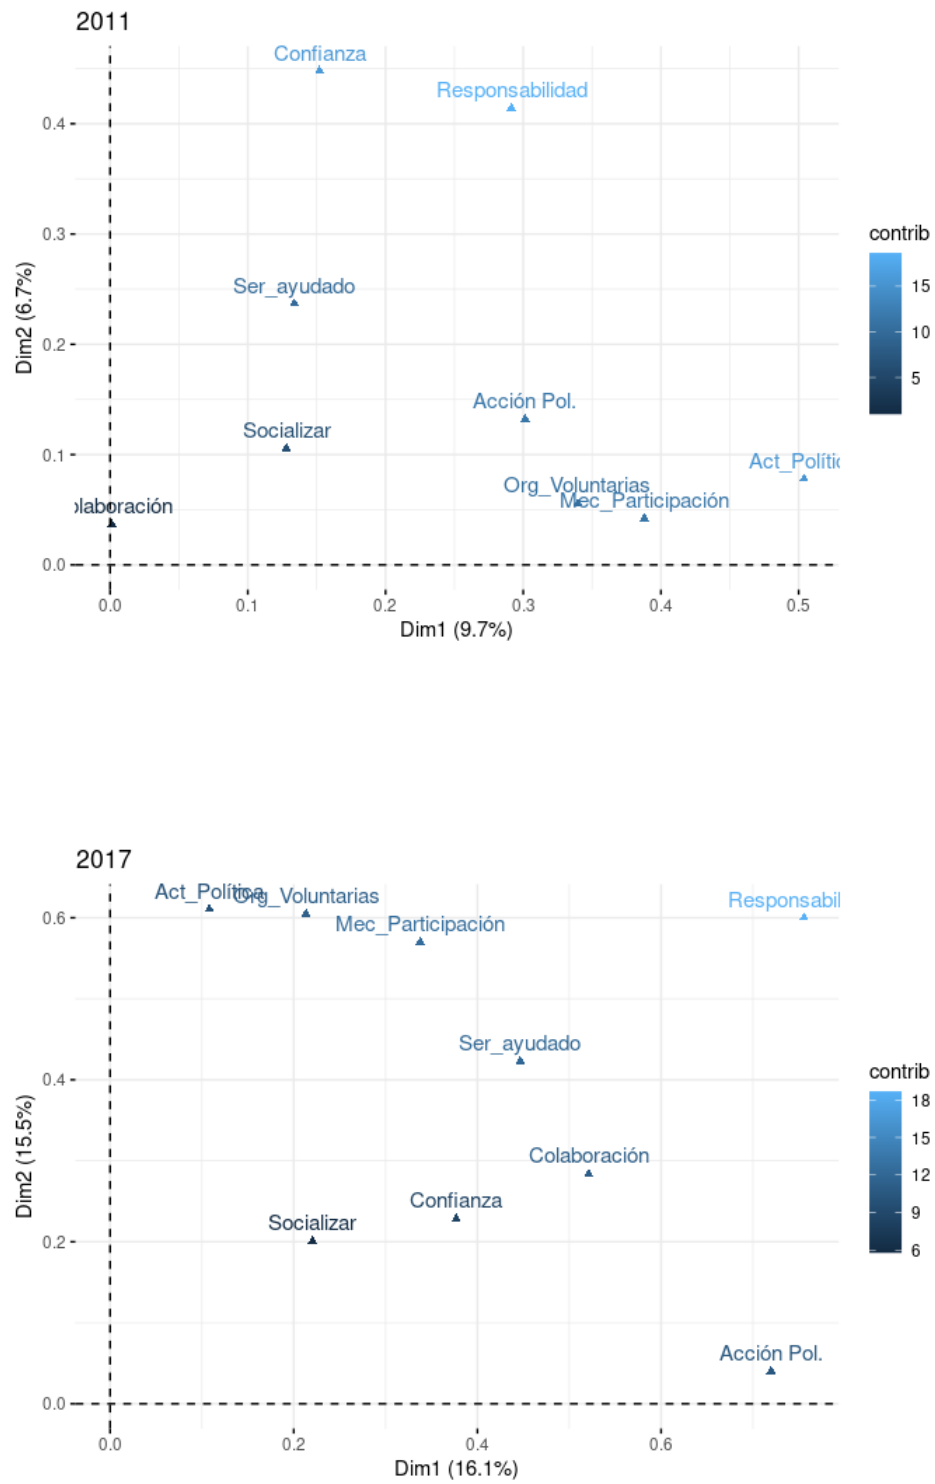 2011
Confianza
Responsabilidad
0.4
contrib
0.3
15
Ser_ayudado
10
Dim2 (6.7%)
0.2
5
Acción Pol.
Socializar
0.1
Act_Polític
Org_Voluntarias
Mec_Participación
olaboración
0.0
0.0 0.1 0.2 0.3 0.4 0.5
Dim1 (9.7%)
2017
Act_Política
Org_Voluntarias
Responsabil
0.6
Mec_Participación
Ser_ayudado
0.4
contrib
18
15
12
9
6
Dim2 (15.5%)
Colaboración
Confianza
Socializar
0.2
Acción Pol.
0.0
0.0 0.2 0.4 0.6
Dim1 (16.1%)